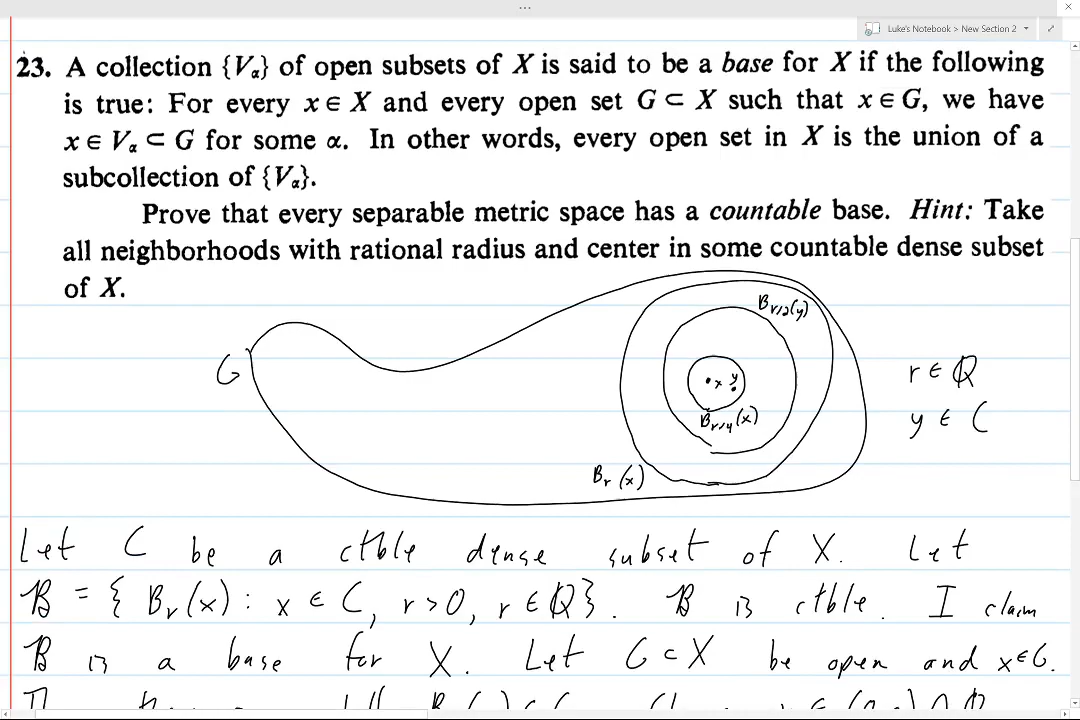 Luke's Notebook > New Section 2
23. A collection {Vα} of open subsets of X is said to be a base for X if the following
is true: For every x ∈ X and every open set G ⊂ X such that x ∈ G, we have
x ∈ Vα ⊂ G for some α. In other words, every open set in X is the union of a
subcollection of {Vα}.
Prove that every separable metric space has a countable base. Hint: Take
all neighborhoods with rational radius and center in some countable dense subset
of X.
B_{r/2}(y)
G
r ∈ Q
x y
y ∈ C
B_{r/4}(x)
B_r(x)
Let C be a ctble dense subset of X. Let
B = { B_r(x) : x ∈ C, r > 0, r ∈ Q}. B is ctble. I claim
B is a base for X. Let G ⊂ X be open and x ∈ G.